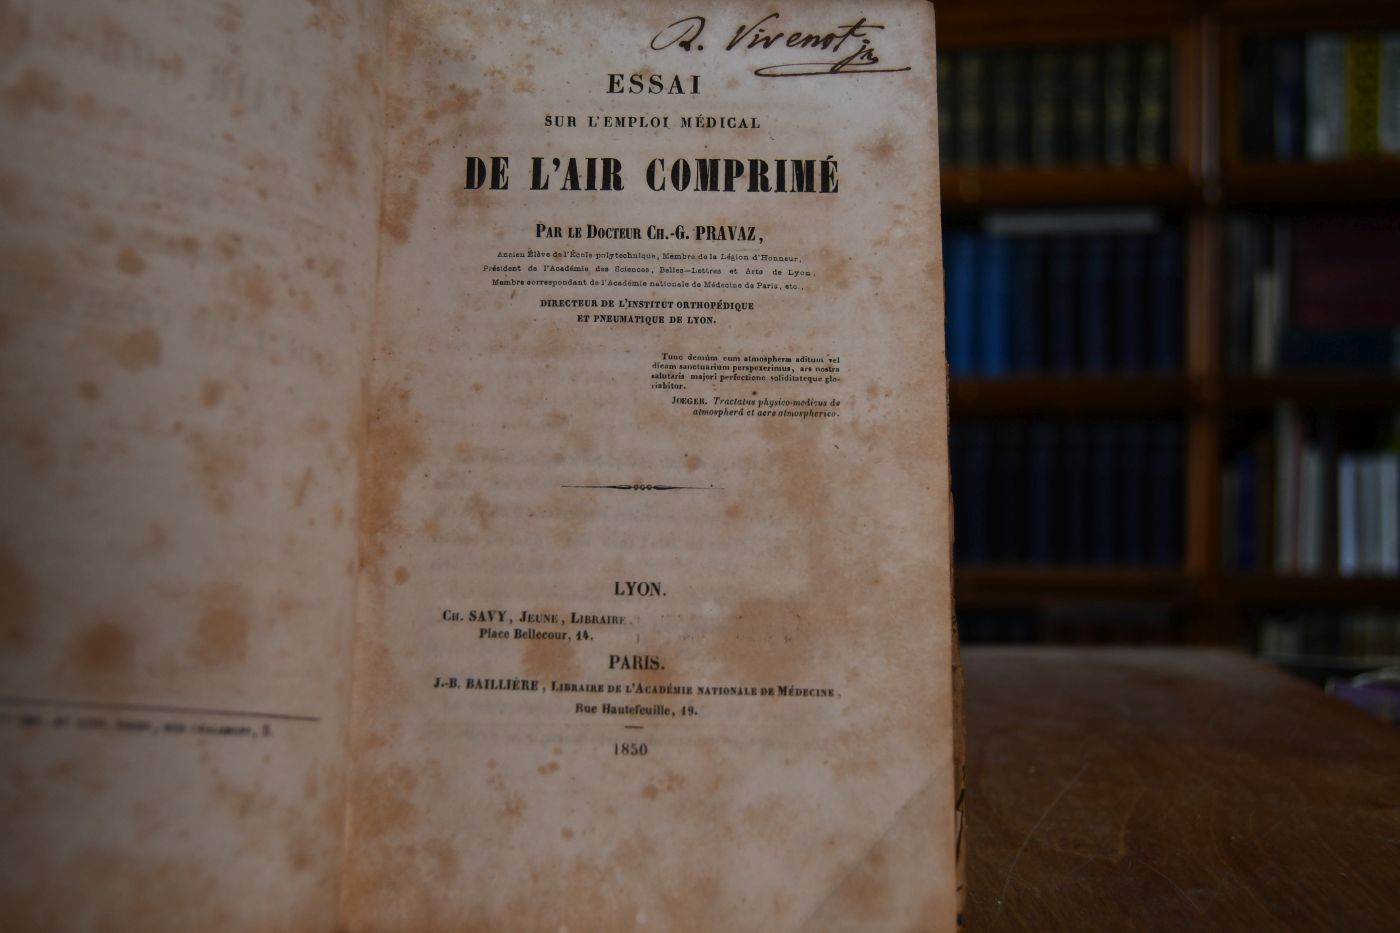 R. Vivenot jr
ESSAI
SUR L'EMPLOI MÉDICAL
DE L'AIR COMPRIMÉ
PAR LE DOCTEUR CH.-G. PRAVAZ,
Ancien Élève de l'École polytechnique, Membre de la Légion d'Honneur,
Président de l'Académie des Sciences, Belles-Lettres et Arts de Lyon,
Membre correspondant de l'Académie nationale de Médecine de Paris, etc.,
DIRECTEUR DE L'INSTITUT ORTHOPÉDIQUE
ET PNEUMATIQUE DE LYON.
Tunc demùm cum atmospheræ aditum vel
dicam sanctuarium perspexerimus, ars nostra
salutaris majori perfectione soliditateque glo-
riabitur.
JOEGER. Tractatus physico-medicus de
atmospherâ et aere atmospherico.
LYON.
CH. SAVY, JEUNE, LIBRAIRE,
Place Bellecour, 14.
PARIS.
J.-B. BAILLIÈRE, LIBRAIRE DE L'ACADÉMIE NATIONALE DE MÉDECINE,
Rue Hautefeuille, 19.
1850